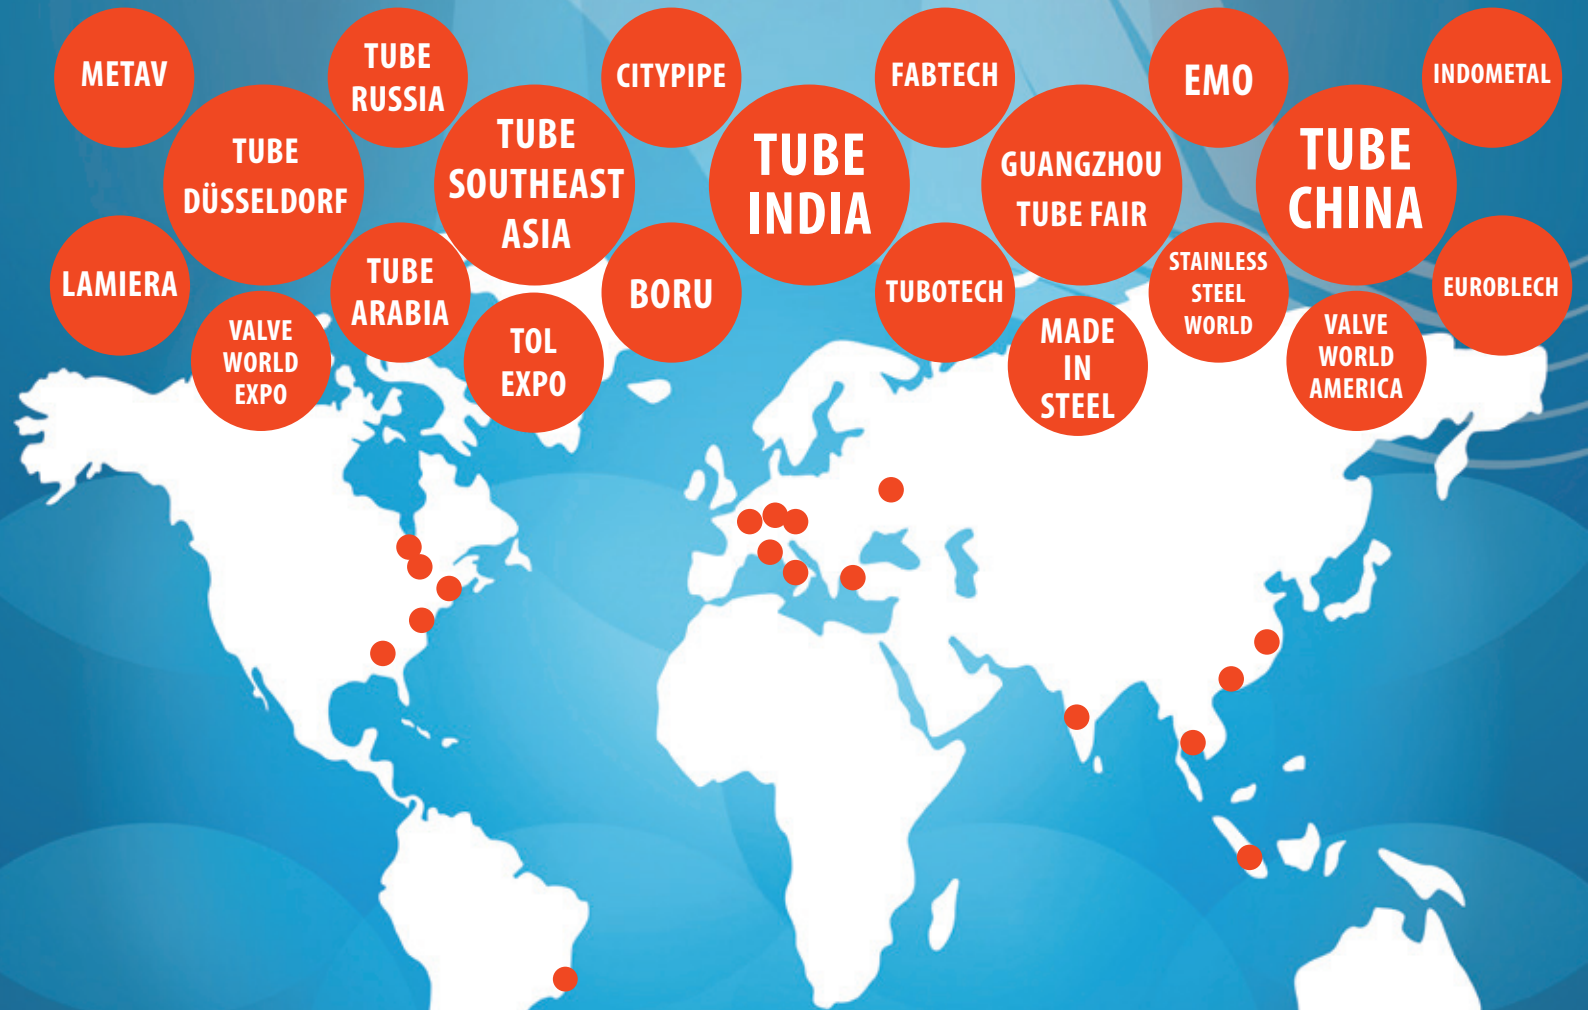 METAV
TUBE
RUSSIA
CITYPIPE
FABTECH
EMO
INDOMETAL
TUBE
DÜSSELDORF
TUBE
SOUTHEAST
ASIA
TUBE
INDIA
GUANGZHOU
TUBE FAIR
TUBE
CHINA
LAMIERA
TUBE
ARABIA
BORU
TUBOTECH
STAINLESS
STEEL
WORLD
EUROBLECH
VALVE
WORLD
EXPO
TOL
EXPO
MADE
IN
STEEL
VALVE
WORLD
AMERICA